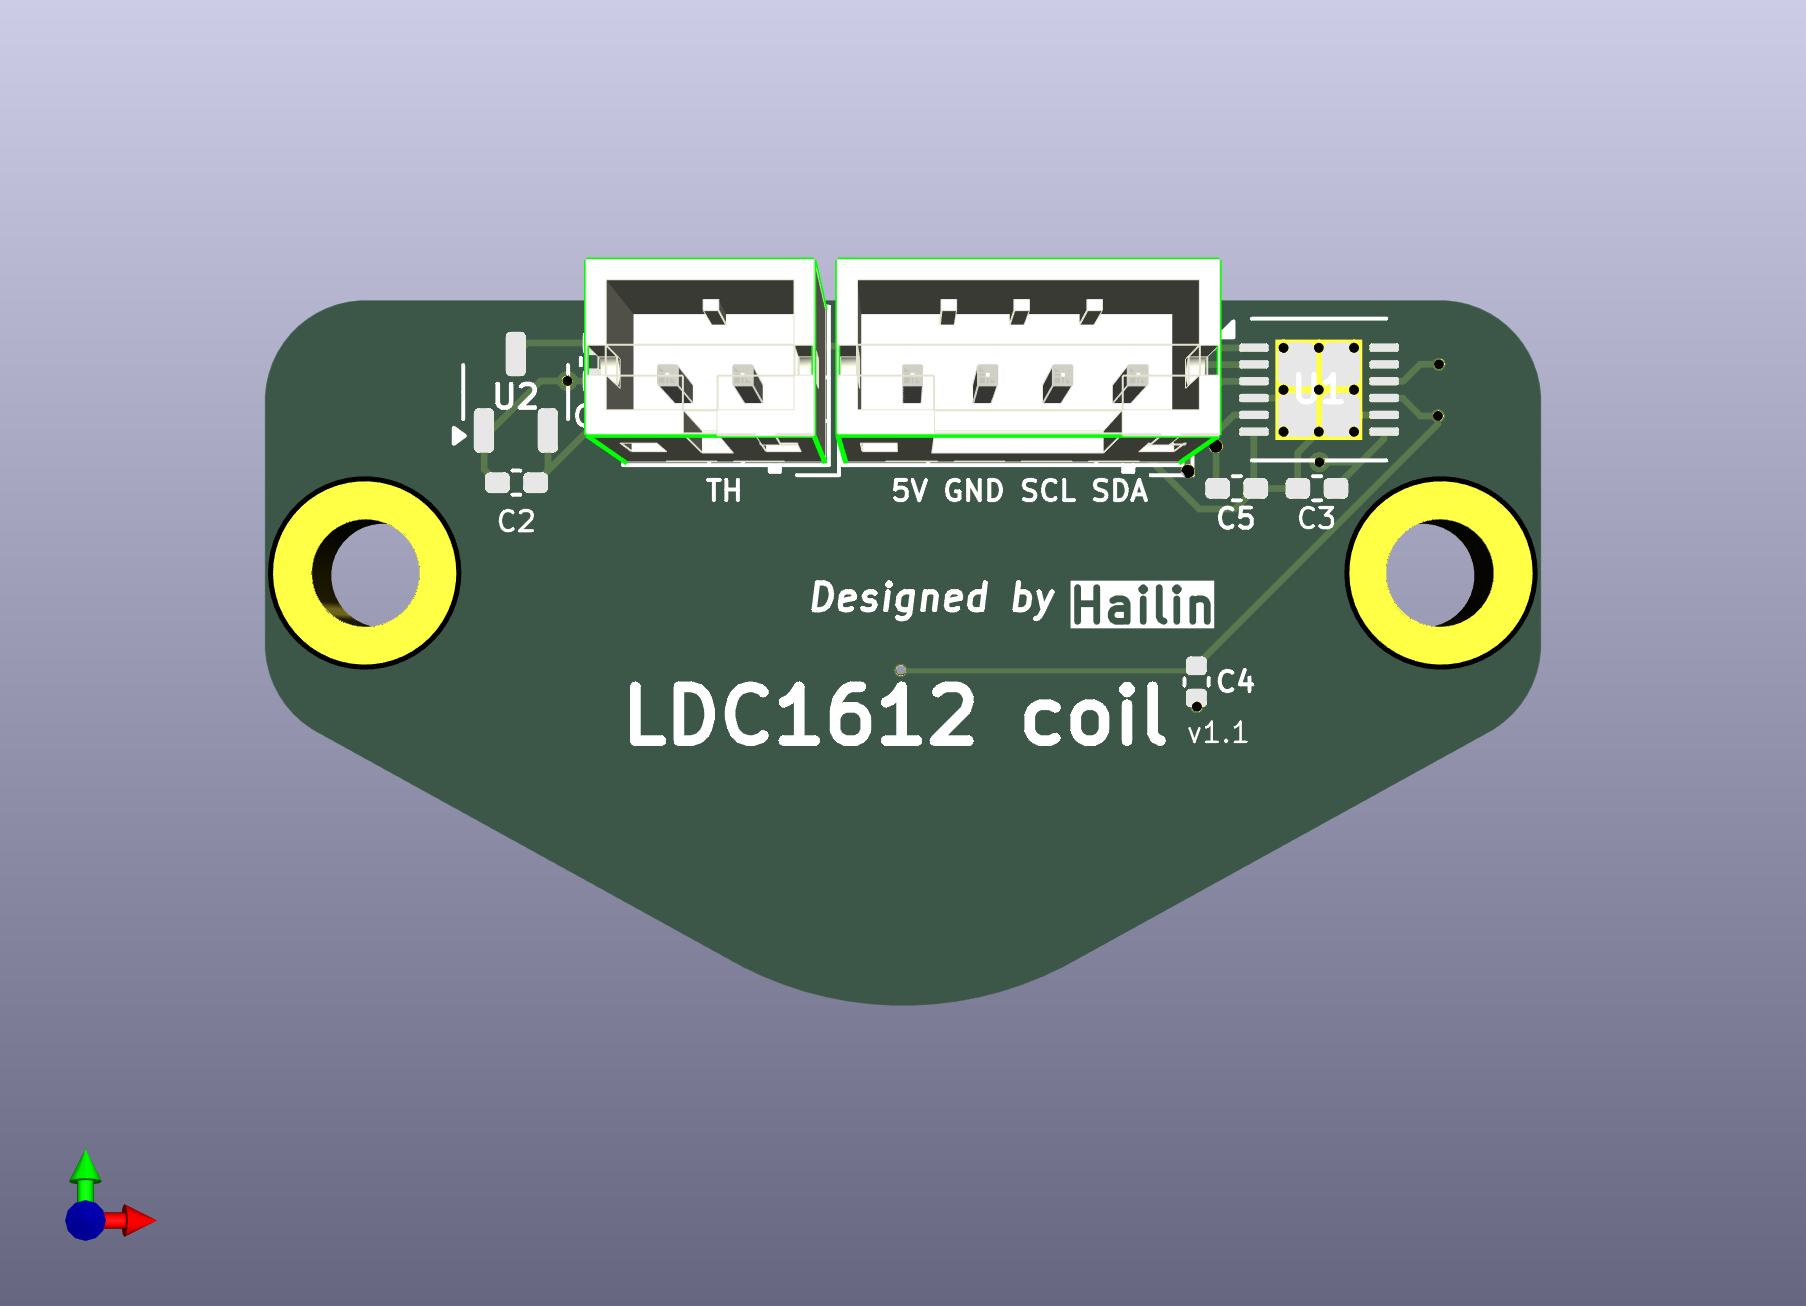 U2
U1
TH
5V GND SCL SDA
C2
C5
C3
Designed by Hailin
C4
LDC1612 coil
v1.1